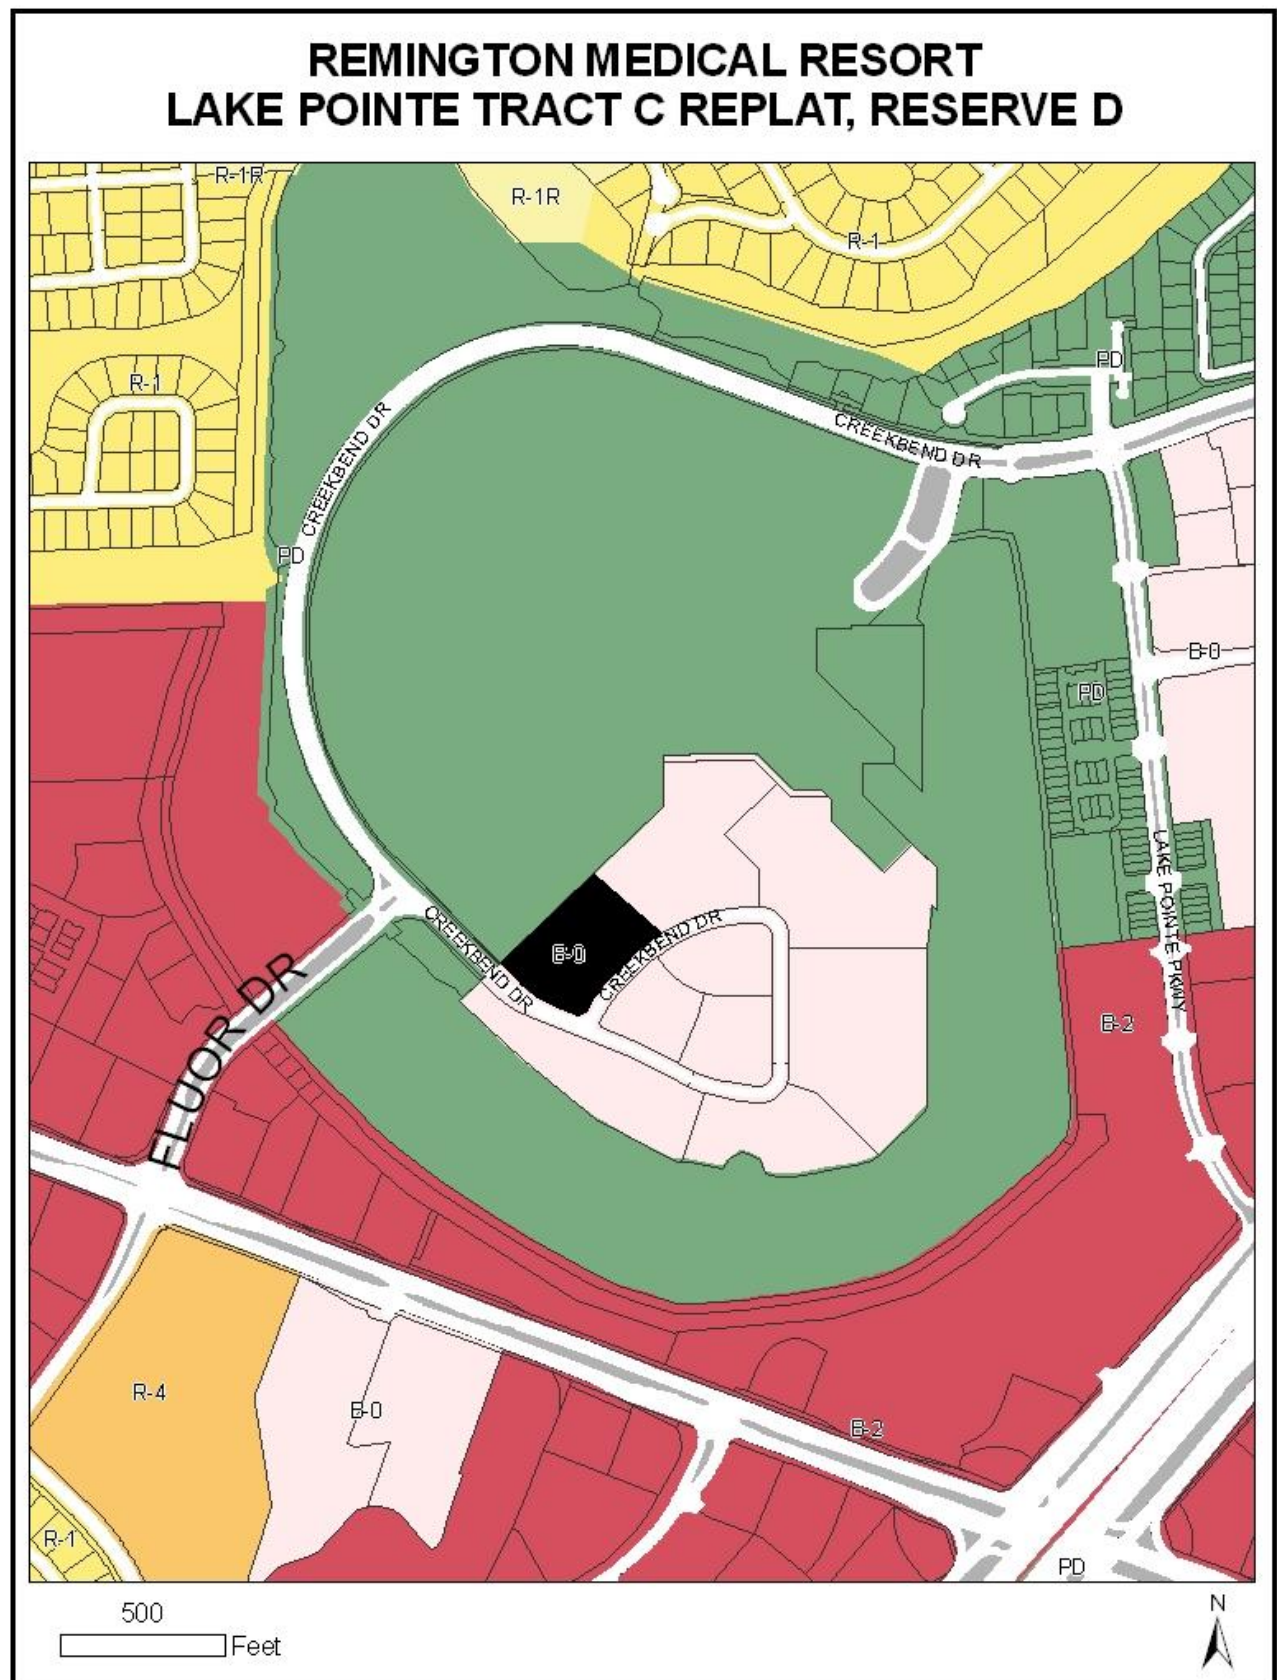 REMINGTON MEDICAL RESORT
LAKE POINTE TRACT C REPLAT, RESERVE D
R-1R
R-1R
R-1
PD
R-1
CREEKBEND DR
CREEKBEND DR
PD
B-0
PD
LAKE POINTE PKWY
CREEKBEND DR
CREEKBEND DR
B-0
FLUOR DR
B-2
R-4
B-0
B-2
R-1
PD
500
Feet
N